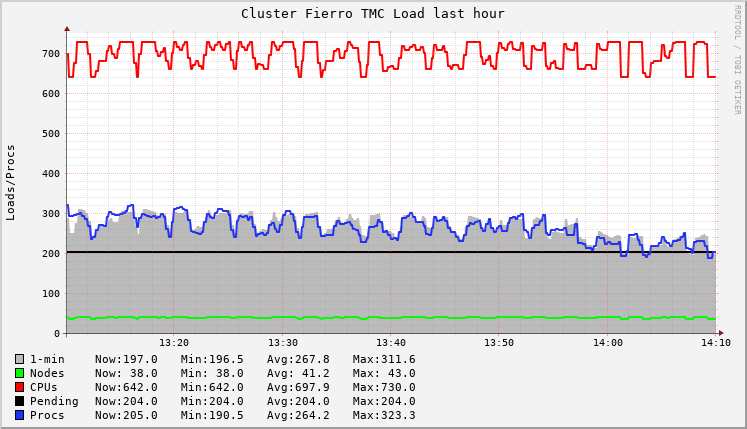 Cluster Fierro TMC Load last hour
RRDTOOL / TOBI OETIKER
Loads/Procs
700
600
500
400
300
200
100
0
13:20 13:30 13:40 13:50 14:00 14:10
1-min Now:197.0 Min:196.5 Avg:267.8 Max:311.6
Nodes Now: 38.0 Min: 38.0 Avg: 41.2 Max: 43.0
CPUs Now:642.0 Min:642.0 Avg:697.9 Max:730.0
Pending Now:204.0 Min:204.0 Avg:204.0 Max:204.0
Procs Now:205.0 Min:190.5 Avg:264.2 Max:323.3